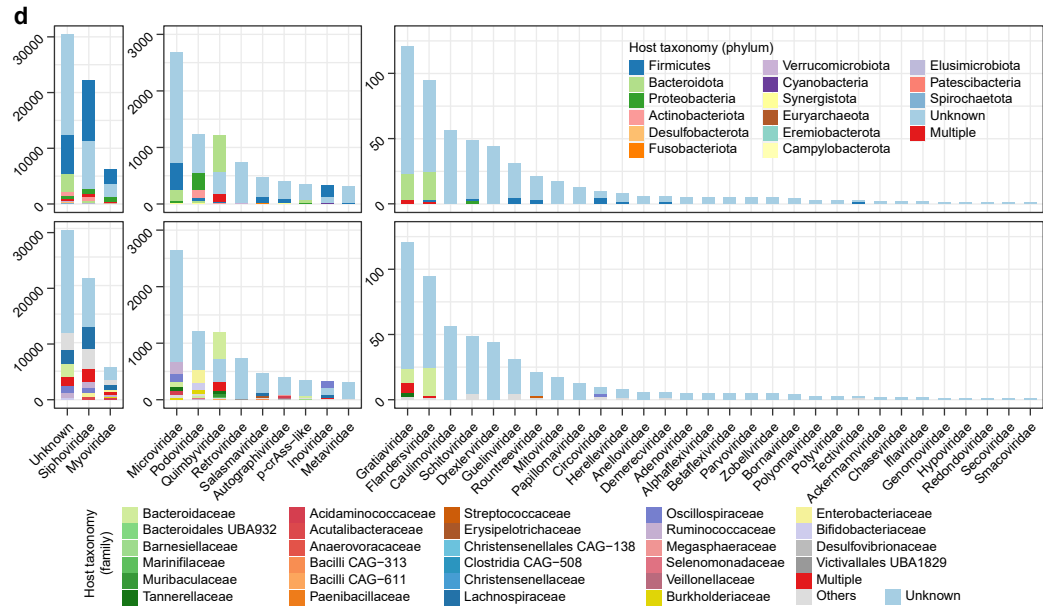 d
30000
20000
10000
0
3000
2000
1000
0
100
50
0
Host taxonomy (phylum)
Firmicutes
Bacteroidota
Proteobacteria
Actinobacteriota
Desulfobacterota
Fusobacteriota
Verrucomicrobiota
Cyanobacteria
Synergistota
Euryarchaeota
Eremiobacterota
Campylobacterota
Elusimicrobiota
Patescibacteria
Spirochaetota
Unknown
Multiple
30000
20000
10000
0
3000
2000
1000
0
100
50
0
Unknown
Siphoviridae
Myoviridae
Microviridae
Podoviridae
Quimbyviridae
Retroviridae
Salasmaviridae
Autographiviridae
p-crAss-like
Inoviridae
Metaviridae
Gratiaviridae
Flandersviridae
Caulimoviridae
Schitoviridae
Drexlerviridae
Guelinviridae
Rountreeviridae
Mitoviridae
Papillomaviridae
Circoviridae
Herelleviridae
Anelloviridae
Demerecviridae
Adenoviridae
Alphaflexiviridae
Betaflexiviridae
Parvoviridae
Zobellviridae
Bornaviridae
Polyomaviridae
Potyviridae
Tectiviridae
Ackermannviridae
Chaseviridae
Iflaviridae
Genomoviridae
Hypoviridae
Redondoviridae
Secoviridae
Smacoviridae
Host taxonomy
(family)
Bacteroidaceae
Bacteroidales UBA932
Barnesiellaceae
Marinifilaceae
Muribaculaceae
Tannerellaceae
Acidaminococcaceae
Acutalibacteraceae
Anaerovoracaceae
Bacilli CAG−313
Bacilli CAG−611
Paenibacillaceae
Streptococcaceae
Erysipelotrichaceae
Christensenellales CAG−138
Clostridia CAG−508
Christensenellaceae
Lachnospiraceae
Oscillospiraceae
Ruminococcaceae
Megasphaeraceae
Selenomonadaceae
Veillonellaceae
Burkholderiaceae
Enterobacteriaceae
Bifidobacteriaceae
Desulfovibrionaceae
Victivallales UBA1829
Multiple
Others
Unknown